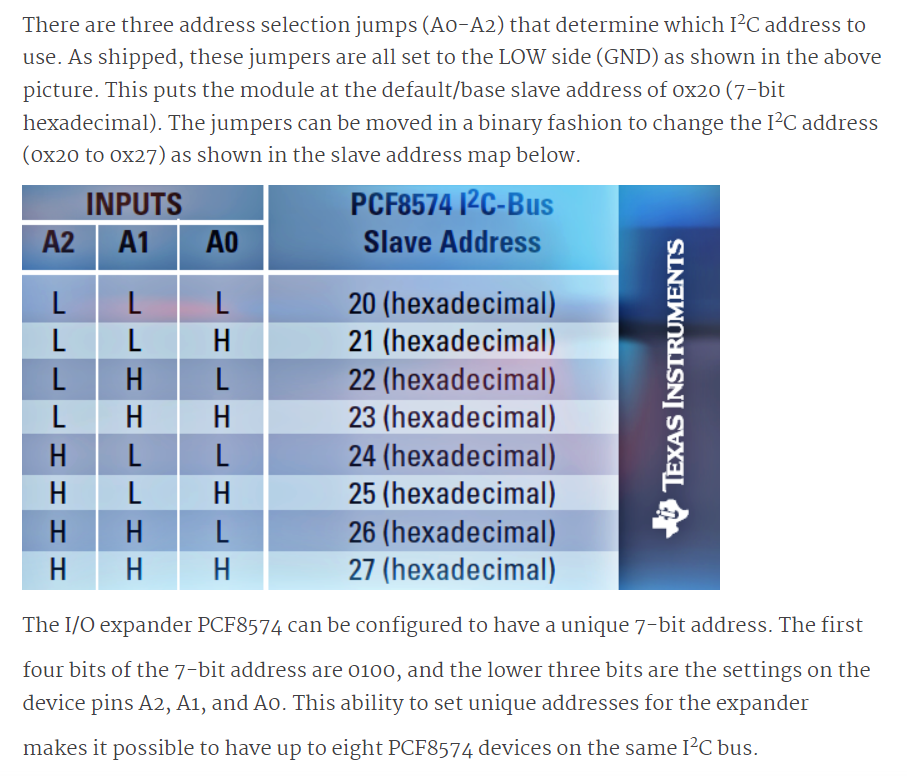 There are three address selection jumps (A0-A2) that determine which I²C address to
use. As shipped, these jumpers are all set to the LOW side (GND) as shown in the above
picture. This puts the module at the default/base slave address of 0x20 (7-bit
hexadecimal). The jumpers can be moved in a binary fashion to change the I²C address
(0x20 to 0x27) as shown in the slave address map below.
INPUTS
PCF8574 I²C-Bus
A2 A1 A0
Slave Address
L L L 20 (hexadecimal)
L L H 21 (hexadecimal)
L H L 22 (hexadecimal)
L H H 23 (hexadecimal)
H L L 24 (hexadecimal)
H L H 25 (hexadecimal)
H H L 26 (hexadecimal)
H H H 27 (hexadecimal)
TEXAS INSTRUMENTS
The I/O expander PCF8574 can be configured to have a unique 7-bit address. The first
four bits of the 7-bit address are 0100, and the lower three bits are the settings on the
device pins A2, A1, and A0. This ability to set unique addresses for the expander
makes it possible to have up to eight PCF8574 devices on the same I²C bus.